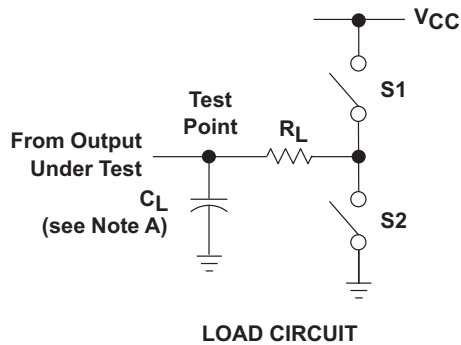 VCC
S1
Test
Point
RL
From Output
Under Test
CL
(see Note A)
S2
LOAD CIRCUIT